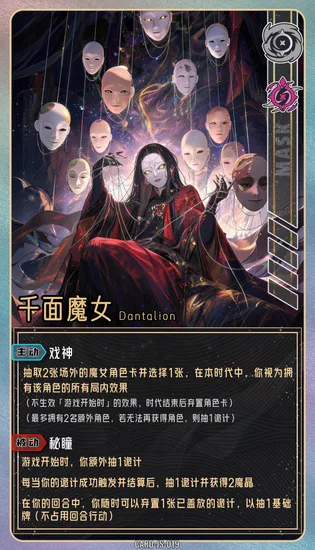 MASK
千面魔女 Dantalion
主动 戏神
抽取2张场外的魔女角色卡并选择1张，在本时代中，你视为拥
有该角色的所有局内效果
（不生效「游戏开始时」的效果，时代结束后弃置角色卡）
（最多拥有2名额外角色，若无法再获得角色，则抽1诡计）
被动 秘瞳
游戏开始时，你额外抽1诡计
每当你的诡计成功触发并结算后，抽1诡计并获得2魔晶
在你的回合中，你随时可以弃置1张已盖放的诡计，以抽1基础
牌（不占用回合行动）
CARD-JS-019